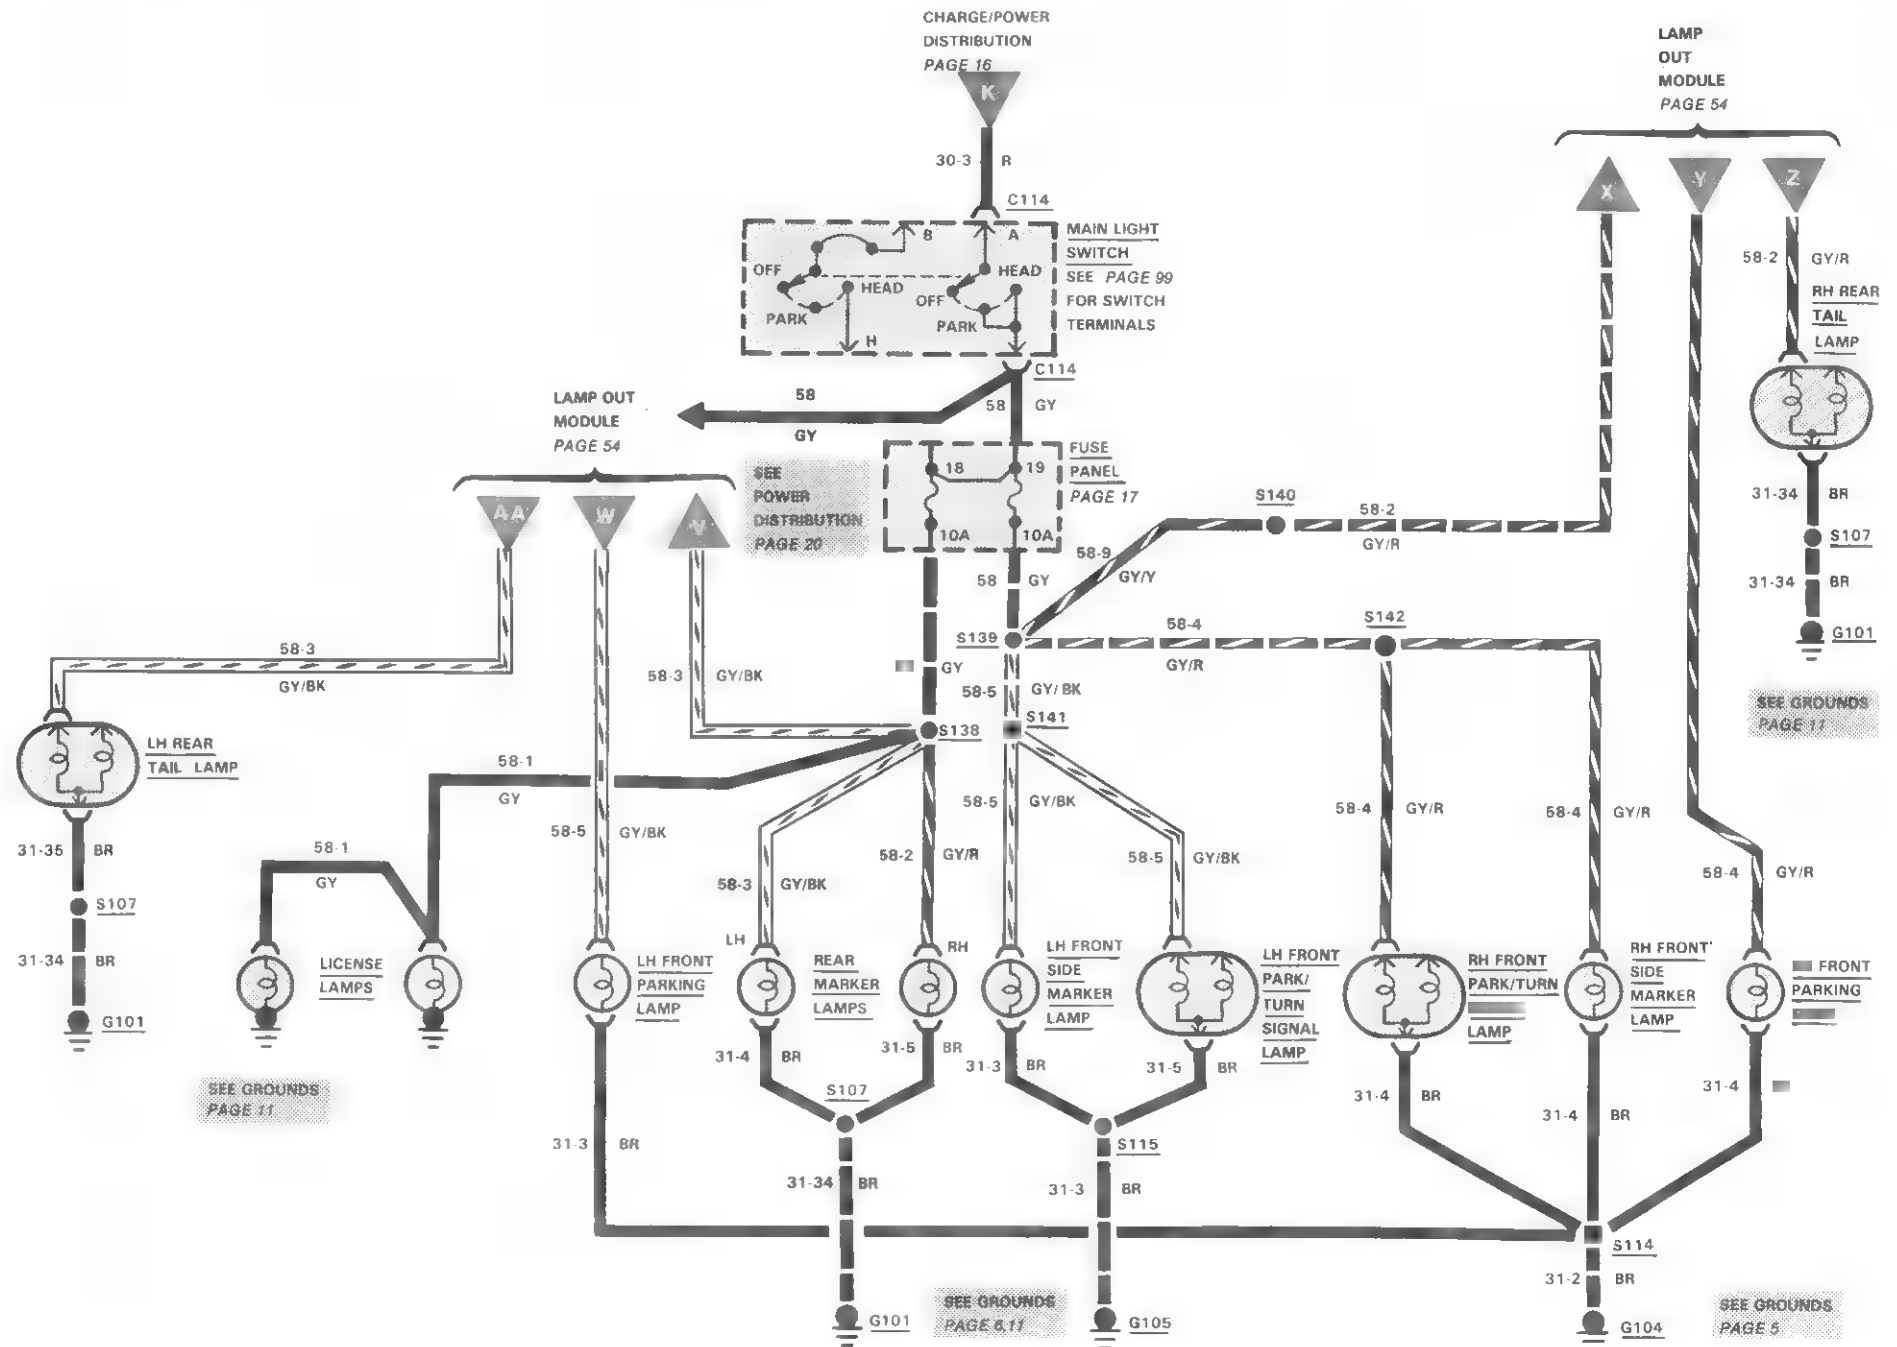 CHARGE/POWER
DISTRIBUTION
PAGE 16
K
30-3 R
C114
B A
MAIN LIGHT
SWITCH
SEE PAGE 99
FOR SWITCH
TERMINALS
OFF
HEAD
PARK
H
OFF
HEAD
PARK
C114
58
GY
58 GY
LAMP OUT
MODULE
PAGE 54
AA
W
V
SEE
POWER
DISTRIBUTION
PAGE 20
18
19
10A
10A
FUSE
PANEL
PAGE 17
LAMP
OUT
MODULE
PAGE 54
X
Y
Z
58-2 GY/R
RH REAR
TAIL
LAMP
31-34 BR
S107
31-34 BR
G101
SEE GROUNDS
PAGE 11
S140
58-2
GY/R
58-9
GY/Y
58 GY
S139
58-4
GY/R
S142
GY
58-5 GY/BK
S138
S141
58-3
GY/BK
58-3 GY/BK
LH REAR
TAIL LAMP
31-35 BR
S107
31-34 BR
G101
58-1
GY
58-1
GY
58-5 GY/BK
58-3 GY/BK
58-2 GY/R
58-5 GY/BK
58-5 GY/BK
58-4 GY/R
58-4 GY/R
58-4 GY/R
LICENSE
LAMPS
SEE GROUNDS
PAGE 11
LH FRONT
PARKING
LAMP
LH
REAR
MARKER
LAMPS
RH
LH FRONT
SIDE
MARKER
LAMP
LH FRONT
PARK/
TURN
SIGNAL
LAMP
RH FRONT
PARK/TURN
LAMP
RH FRONT
SIDE
MARKER
LAMP
FRONT
PARKING
31-3 BR
31-4 BR
31-5 BR
31-3 BR
31-5 BR
31-4 BR
31-4 BR
31-4
S107
31-34 BR
G101
SEE GROUNDS
PAGE 6,11
S115
31-3 BR
G105
S114
31-2 BR
G104
SEE GROUNDS
PAGE 5